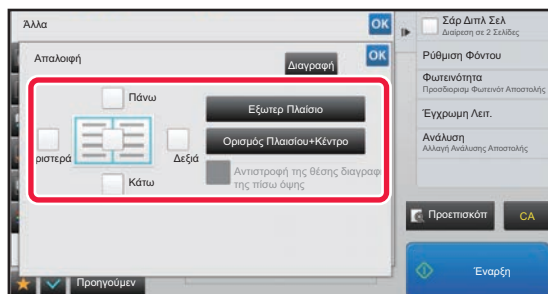 Άλλα
OK
Απαλοιφή
Διαγραφή
OK
Πάνω
ριστερά
Δεξιά
Κάτω
Εξωτερ Πλαίσιο
Ορισμός Πλαισίου+Κέντρο
Αντιστροφή της θέσης διαγραφ
της πίσω όψης
Προηγούμεν
Σάρ Διπλ Σελ
Διαίρεση σε 2 Σελίδες
Ρύθμιση Φόντου
Φωτεινότητα
Προσδιορισμ Φωτεινότ Αποστολής
Έγχρωμη Λειτ.
Ανάλυση
Αλλαγή Ανάλυσης Αποστολής
Προεπισκόπ
CA
Έναρξη